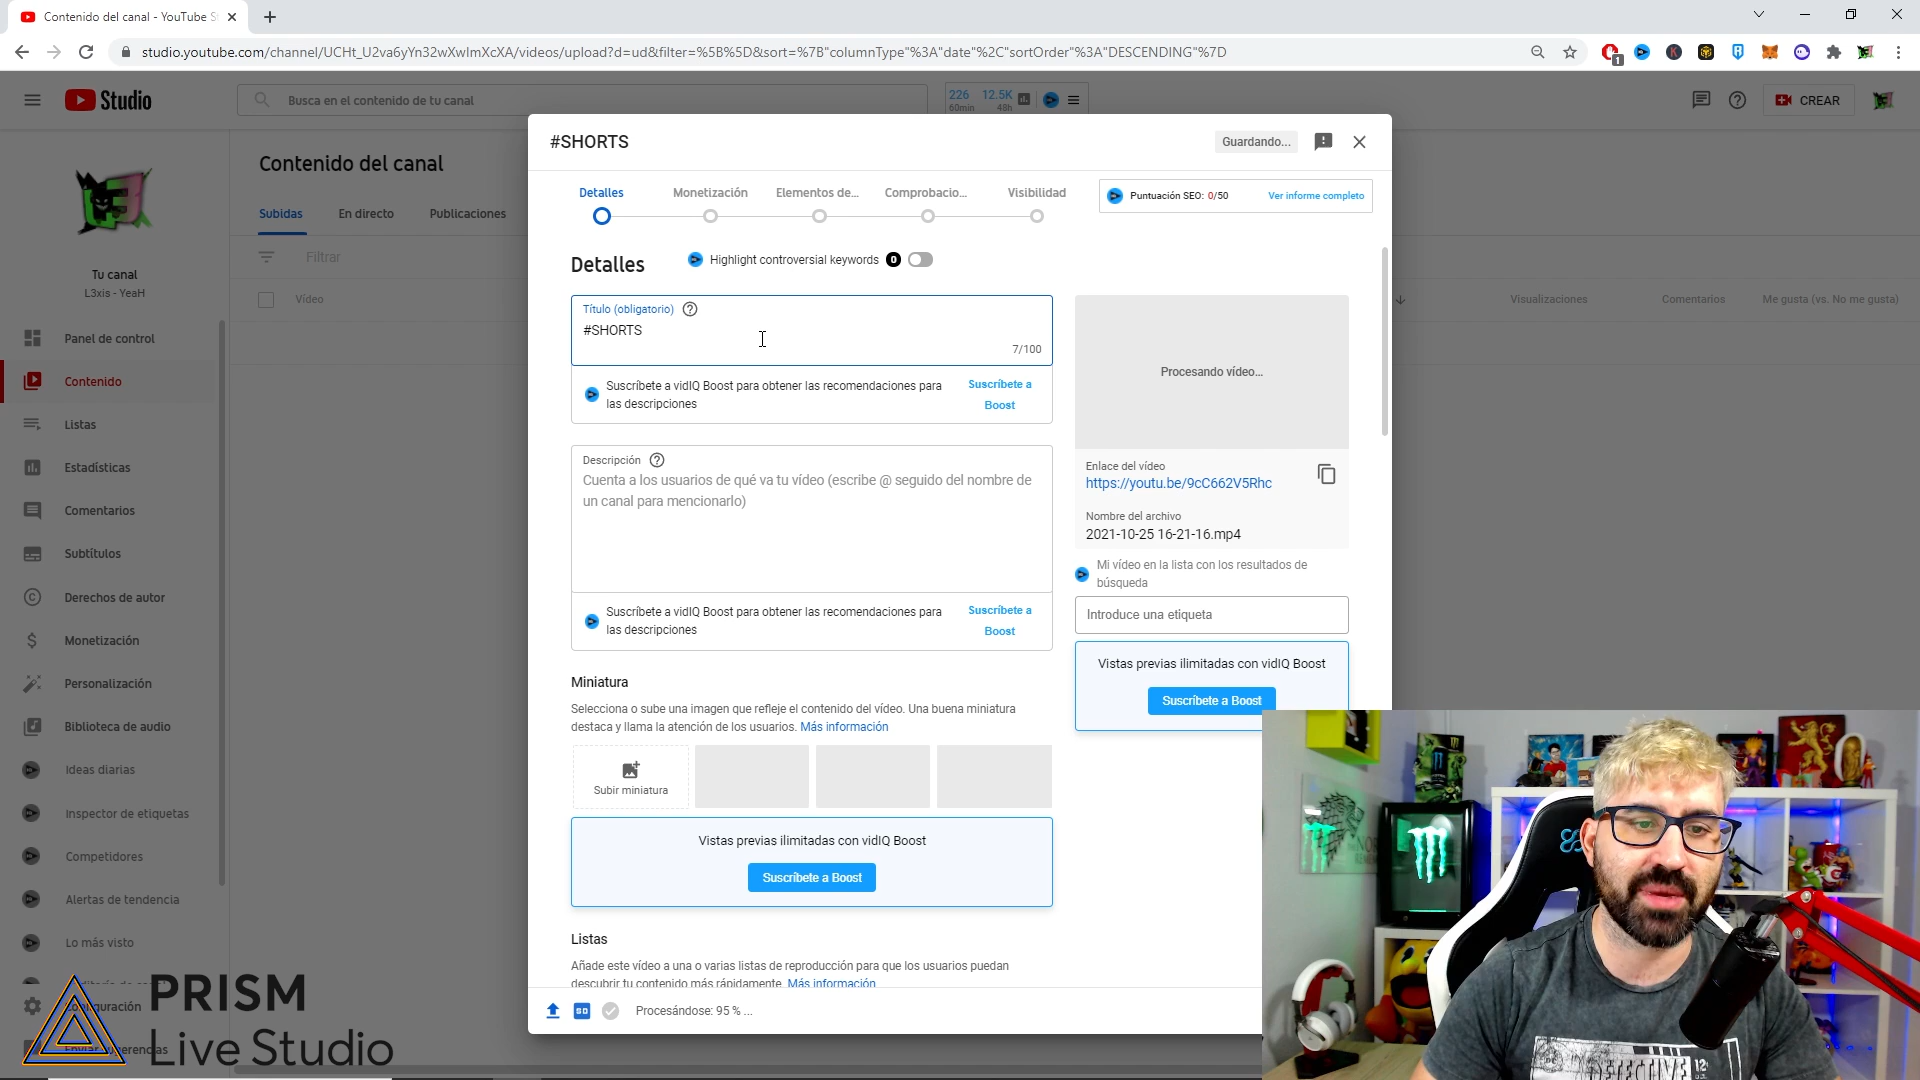 Contenido del canal - YouTube S
studio.youtube.com/channel/UCHt_U2va6yYn32wXwImXcXA/videos/upload?d=ud&filter=%5B%5D&sort=%7B"columnType"%3A"date"%2C"sortOrder"%3A"DESCENDING"%7D
1
Studio
Busca en el contenido de tu canal
226 12.5K
60min 48h
CREAR
Contenido del canal
Subidas En directo Publicaciones
Filtrar
Vídeo
Visualizaciones Comentarios Me gusta (vs. No me gusta)
Tu canal
L3xis - YeaH
Panel de control
Contenido
Listas
Estadísticas
Comentarios
Subtítulos
Derechos de autor
Monetización
Personalización
Biblioteca de audio
Ideas diarias
Inspector de etiquetas
Competidores
Alertas de tendencia
Lo más visto
#SHORTS
Guardando...
Detalles Monetización Elementos de... Comprobacio... Visibilidad
Puntuación SEO: 0/50 Ver informe completo
Detalles
Highlight controversial keywords 0
Título (obligatorio)
#SHORTS
7/100
Suscríbete a vidIQ Boost para obtener las recomendaciones para
las descripciones
Suscríbete a
Boost
Descripción
Cuenta a los usuarios de qué va tu vídeo (escribe @ seguido del nombre de
un canal para mencionarlo)
Suscríbete a vidIQ Boost para obtener las recomendaciones para
las descripciones
Suscríbete a
Boost
Miniatura
Selecciona o sube una imagen que refleje el contenido del vídeo. Una buena miniatura
destaca y llama la atención de los usuarios. Más información
Subir miniatura
Vistas previas ilimitadas con vidIQ Boost
Suscríbete a Boost
Listas
Añade este vídeo a una o varias listas de reproducción para que los usuarios puedan
descubrir tu contenido más rápidamente. Más información
SD
Procesándose: 95 % ...
Procesando vídeo...
Enlace del vídeo
https://youtu.be/9cC662V5Rhc
Nombre del archivo
2021-10-25 16-21-16.mp4
Mi vídeo en la lista con los resultados de
búsqueda
Introduce una etiqueta
Vistas previas ilimitadas con vidIQ Boost
Suscríbete a Boost
PRISM
Live Studio
DETECTIVE